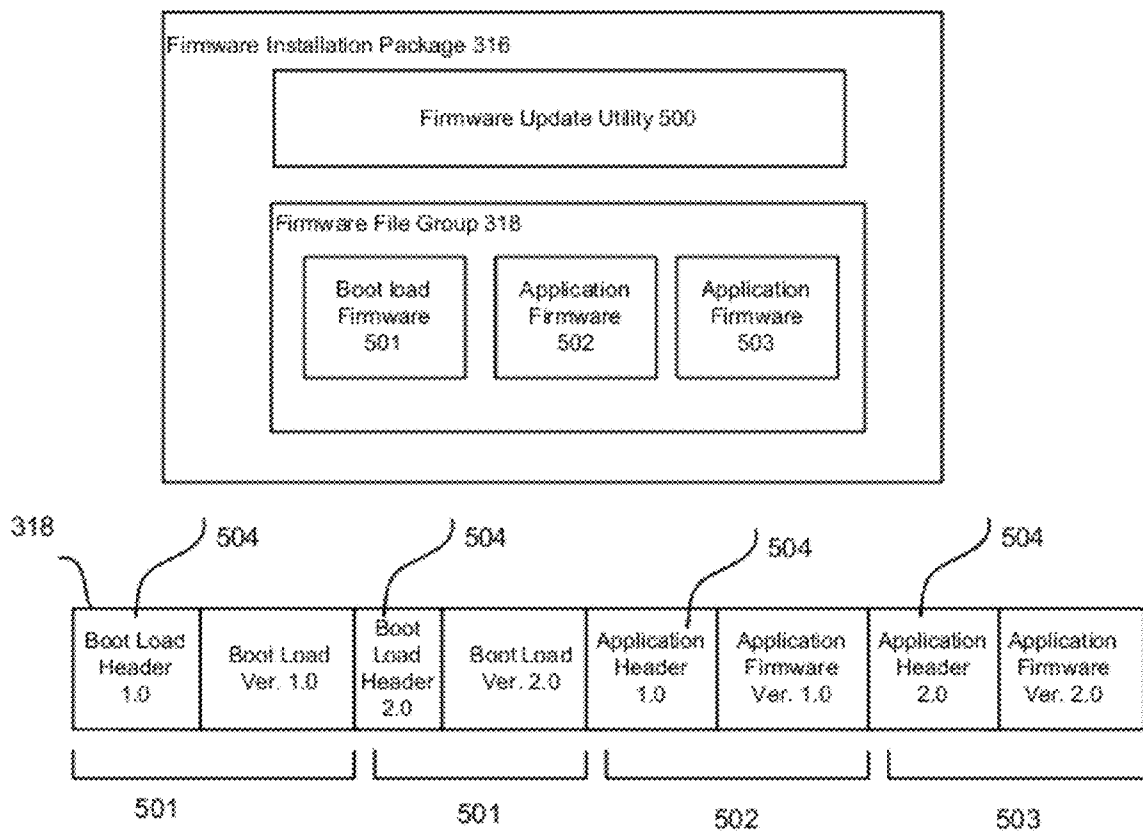 Firmware Installation Package 316
Firmware Update Utility 500
Firmware File Group 318
Boot load
Firmware
501
Application
Firmware
502
Application
Firmware
503
318
504
504
504
504
Boot Load
Header
1.0
Boot Load
Ver. 1.0
Boot
Load
Header
2.0
Boot Load
Ver. 2.0
Application
Header
1.0
Application
Firmware
Ver. 1.0
Application
Header
2.0
Application
Firmware
Ver. 2.0
501
501
502
503